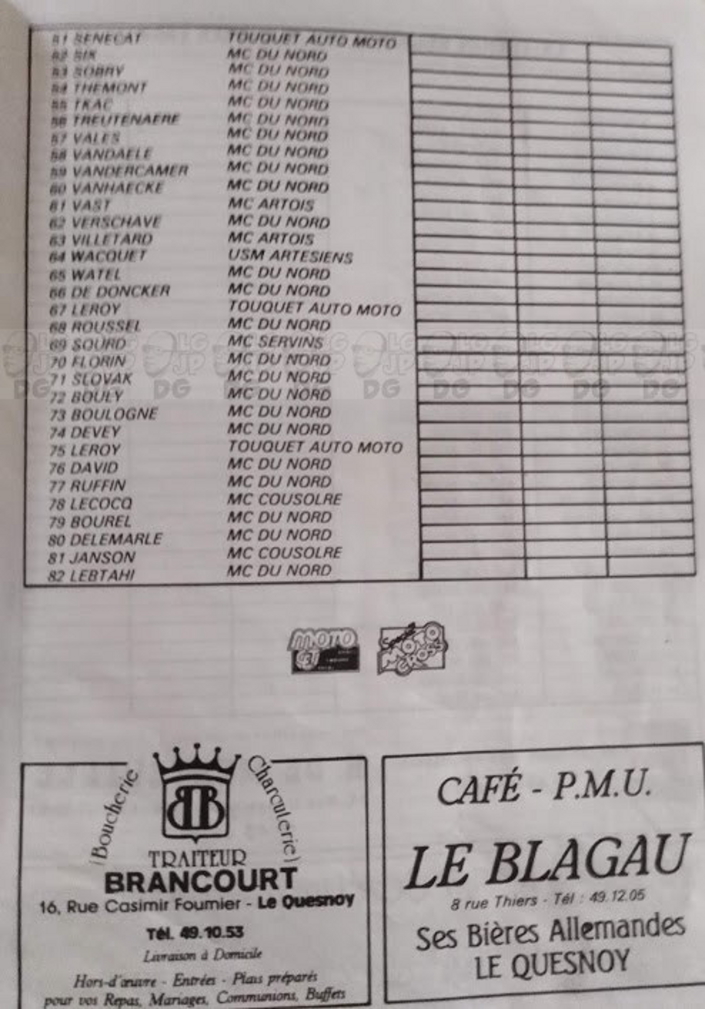 51 SENECAT TOUQUET AUTO MOTO
52 SIX MC DU NORD
53 SOBRY MC DU NORD
54 THEMONT MC DU NORD
55 TKAC MC DU NORD
56 TREUTENAERE MC DU NORD
57 VALES MC DU NORD
58 VANDAELE MC DU NORD
59 VANDERCAMER MC DU NORD
60 VANHAECKE MC DU NORD
61 VAST MC ARTOIS
62 VERSCHAVE MC DU NORD
63 VILLETARD MC ARTOIS
64 WACQUET USM ARTESIENS
65 WATEL MC DU NORD
66 DE DONCKER MC DU NORD
67 LEROY TOUQUET AUTO MOTO
68 ROUSSEL MC DU NORD
69 SOURD MC SERVINS
70 FLORIN MC DU NORD
71 SLOVAK MC DU NORD
72 BOULY MC DU NORD
73 BOULOGNE MC DU NORD
74 DEVEY MC DU NORD
75 LEROY TOUQUET AUTO MOTO
76 DAVID MC DU NORD
77 RUFFIN MC DU NORD
78 LECOCQ MC COUSOLRE
79 BOUREL MC DU NORD
80 DELEMARLE MC DU NORD
81 JANSON MC COUSOLRE
82 LEBTAHI MC DU NORD
LG JP DG
MOTO
Spécial MOTO CROSS
(Boucherie Charcuterie)
BB
TRAITEUR
BRANCOURT
16, Rue Casimir Fournier - Le Quesnoy
Tél. 49.10.53
Livraison à Domicile
Hors-d'œuvre - Entrées - Plats préparés
pour vos Repas, Mariages, Communions, Buffets
CAFÉ - P.M.U.
LE BLAGAU
8 rue Thiers - Tél : 49.12.05
Ses Bières Allemandes
LE QUESNOY